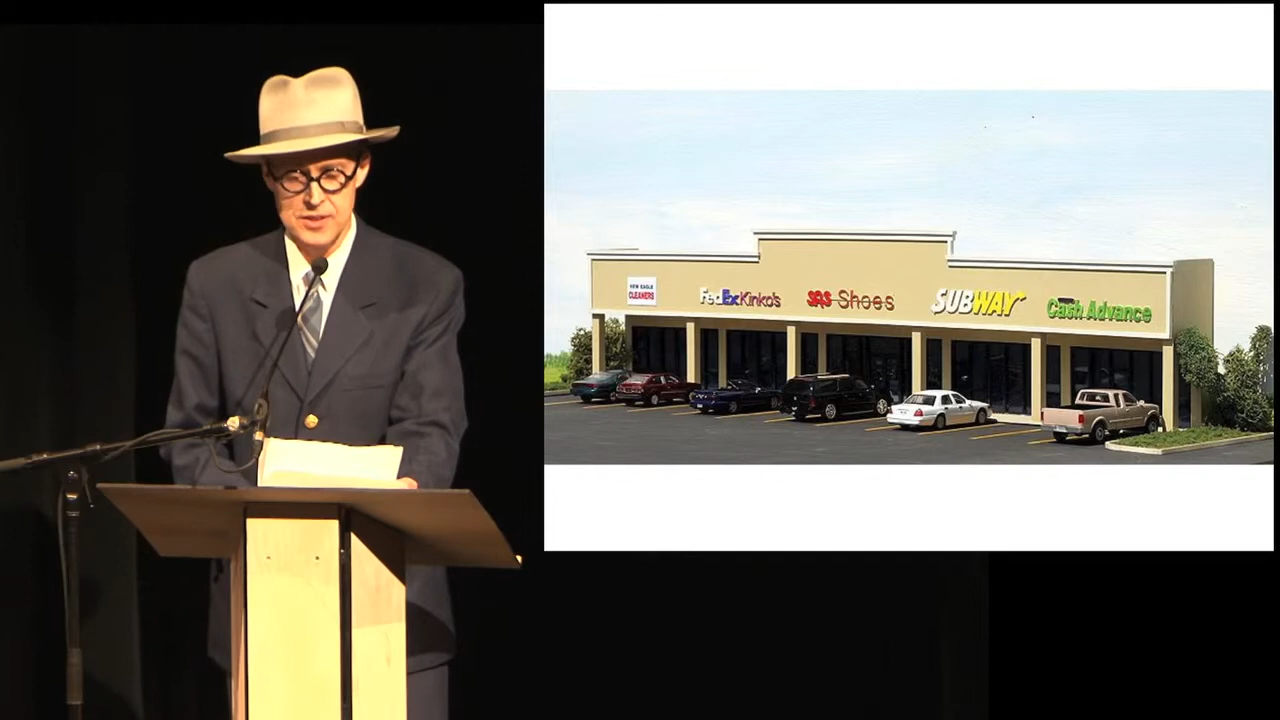 NEW EAGLE
CLEANERS
FedEx Kinko's
SAS Shoes
SUBWAY
Cash Advance